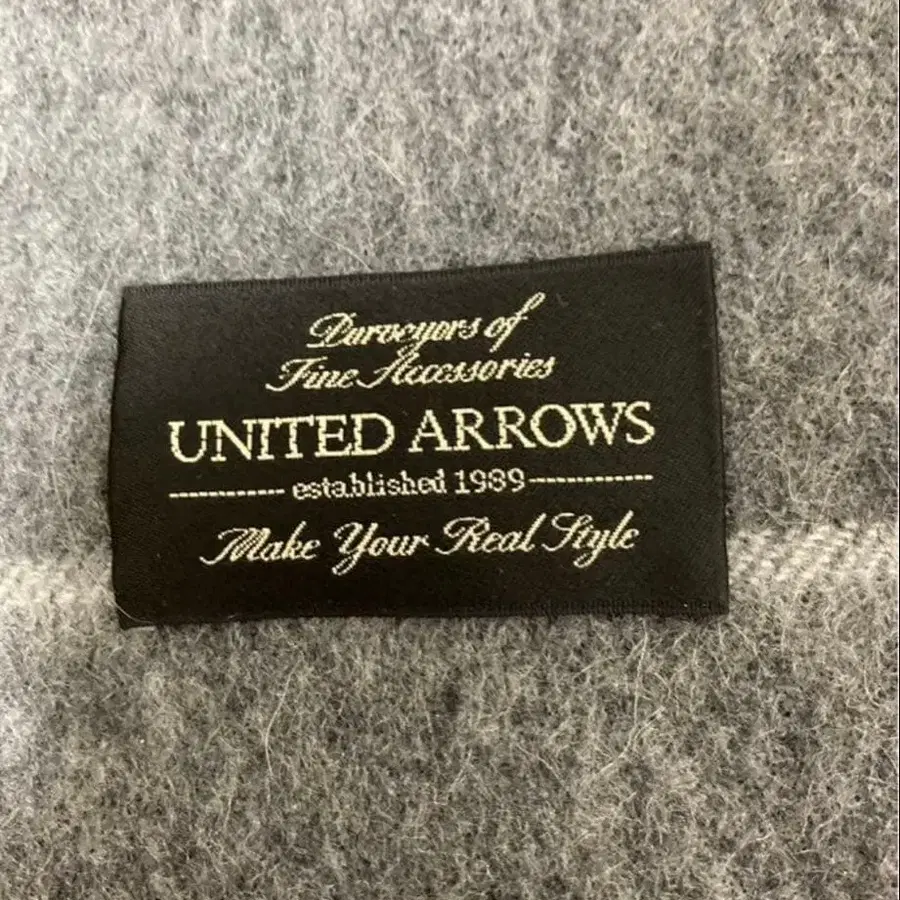 Purveyors of
Fine Accessories
UNITED ARROWS
established 1989
Make Your Real Style